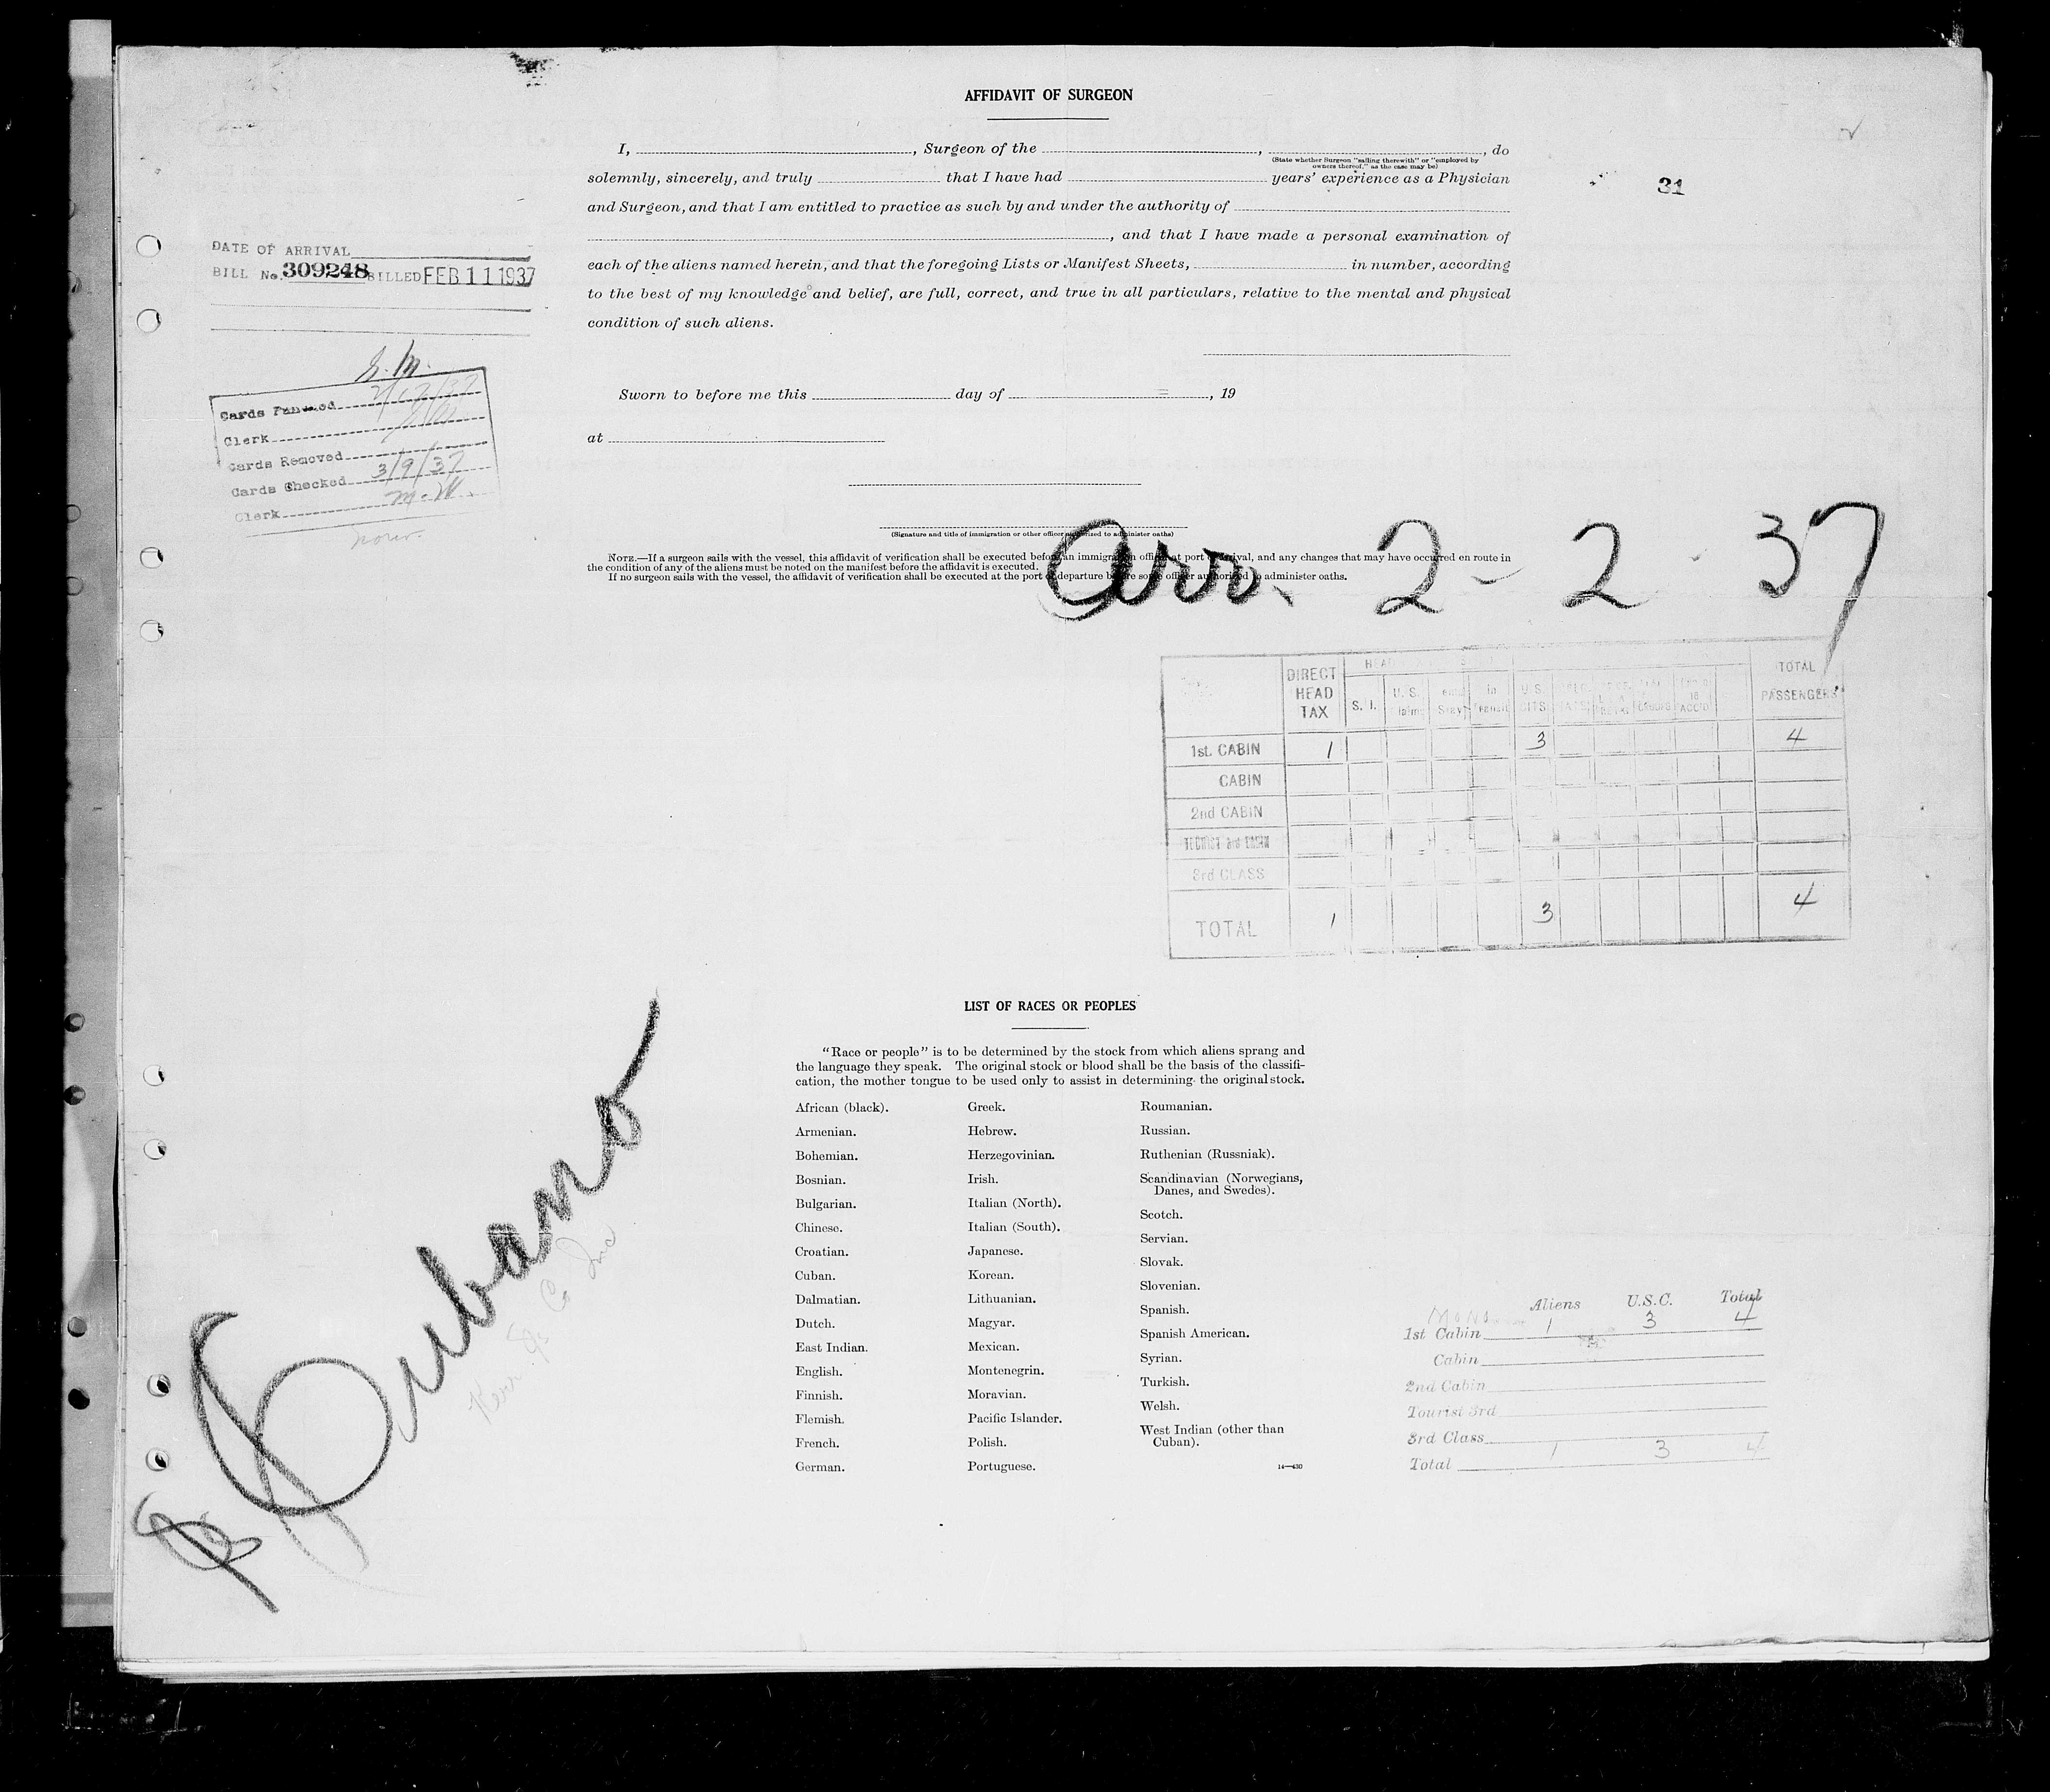 AFFIDAVIT OF SURGEON
I, , Surgeon of the , , do
(State whether Surgeon "sailing therewith" or "employed by
owners thereof," as the case may be)
solemnly, sincerely, and truly that I have had years' experience as a Physician
31
and Surgeon, and that I am entitled to practice as such by and under the authority of
, and that I have made a personal examination of
each of the aliens named herein, and that the foregoing Lists or Manifest Sheets, in number, according
to the best of my knowledge and belief, are full, correct, and true in all particulars, relative to the mental and physical
condition of such aliens.
Sworn to before me this day of , 19
at
(Signature and title of immigration or other officer authorized to administer oaths)
NOTE.—If a surgeon sails with the vessel, this affidavit of verification shall be executed before an immigration officer at port of arrival, and any changes that may have occurred en route in
the condition of any of the aliens must be noted on the manifest before the affidavit is executed.
If no surgeon sails with the vessel, the affidavit of verification shall be executed at the port of departure before some officer authorized to administer oaths.
DATE OF ARRIVAL
BILL No. 309248 BILLED FEB 11 1937
Cards Punched 2/17/37
Clerk
Cards Removed
Cards Checked 3/9/37
Clerk M. W.
Arr. 2-2-37
DIRECT HEAD TAX S.I. U.S. TOTAL PASSENGERS
1st. CABIN 1 3 4
CABIN
2nd CABIN
TOURIST 3rd CABIN
3rd CLASS
TOTAL 1 3 4
LIST OF RACES OR PEOPLES
"Race or people" is to be determined by the stock from which aliens sprang and
the language they speak. The original stock or blood shall be the basis of the classifi-
cation, the mother tongue to be used only to assist in determining the original stock.
African (black).
Armenian.
Bohemian.
Bosnian.
Bulgarian.
Chinese.
Croatian.
Cuban.
Dalmatian.
Dutch.
East Indian.
English.
Finnish.
Flemish.
French.
German.
Greek.
Hebrew.
Herzegovinian.
Irish.
Italian (North).
Italian (South).
Japanese.
Korean.
Lithuanian.
Magyar.
Mexican.
Montenegrin.
Moravian.
Pacific Islander.
Polish.
Portuguese.
Roumanian.
Russian.
Ruthenian (Russniak).
Scandinavian (Norwegians,
Danes, and Swedes).
Scotch.
Servian.
Slovak.
Slovenian.
Spanish.
Spanish American.
Syrian.
Turkish.
Welsh.
West Indian (other than
Cuban).
14—430
Aliens U.S.C. Total
1st Cabin 1 3 4
Cabin
2nd Cabin
Tourist 3rd
3rd Class
Total 1 3 4
Co Inc